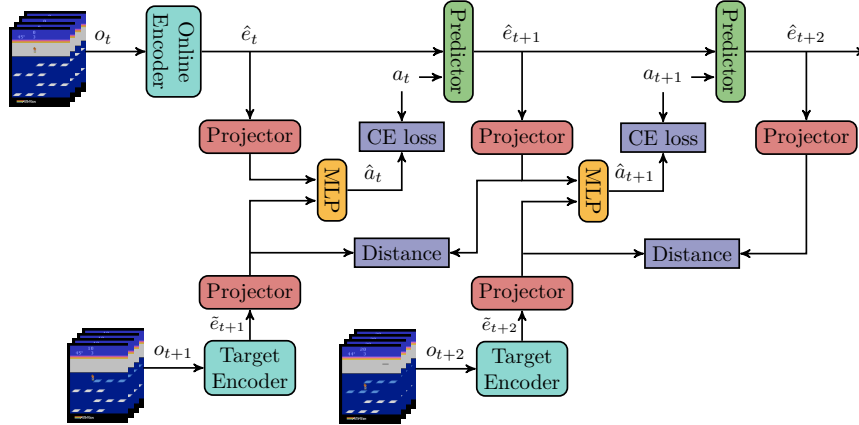 o_t
Online
Encoder
ê_t
Predictor
ê_{t+1}
Predictor
ê_{t+2}
a_t
a_{t+1}
Projector
CE loss
Projector
CE loss
Projector
MLP
â_t
MLP
â_{t+1}
Distance
Distance
Projector
Projector
ẽ_{t+1}
ẽ_{t+2}
o_{t+1}
Target
Encoder
o_{t+2}
Target
Encoder